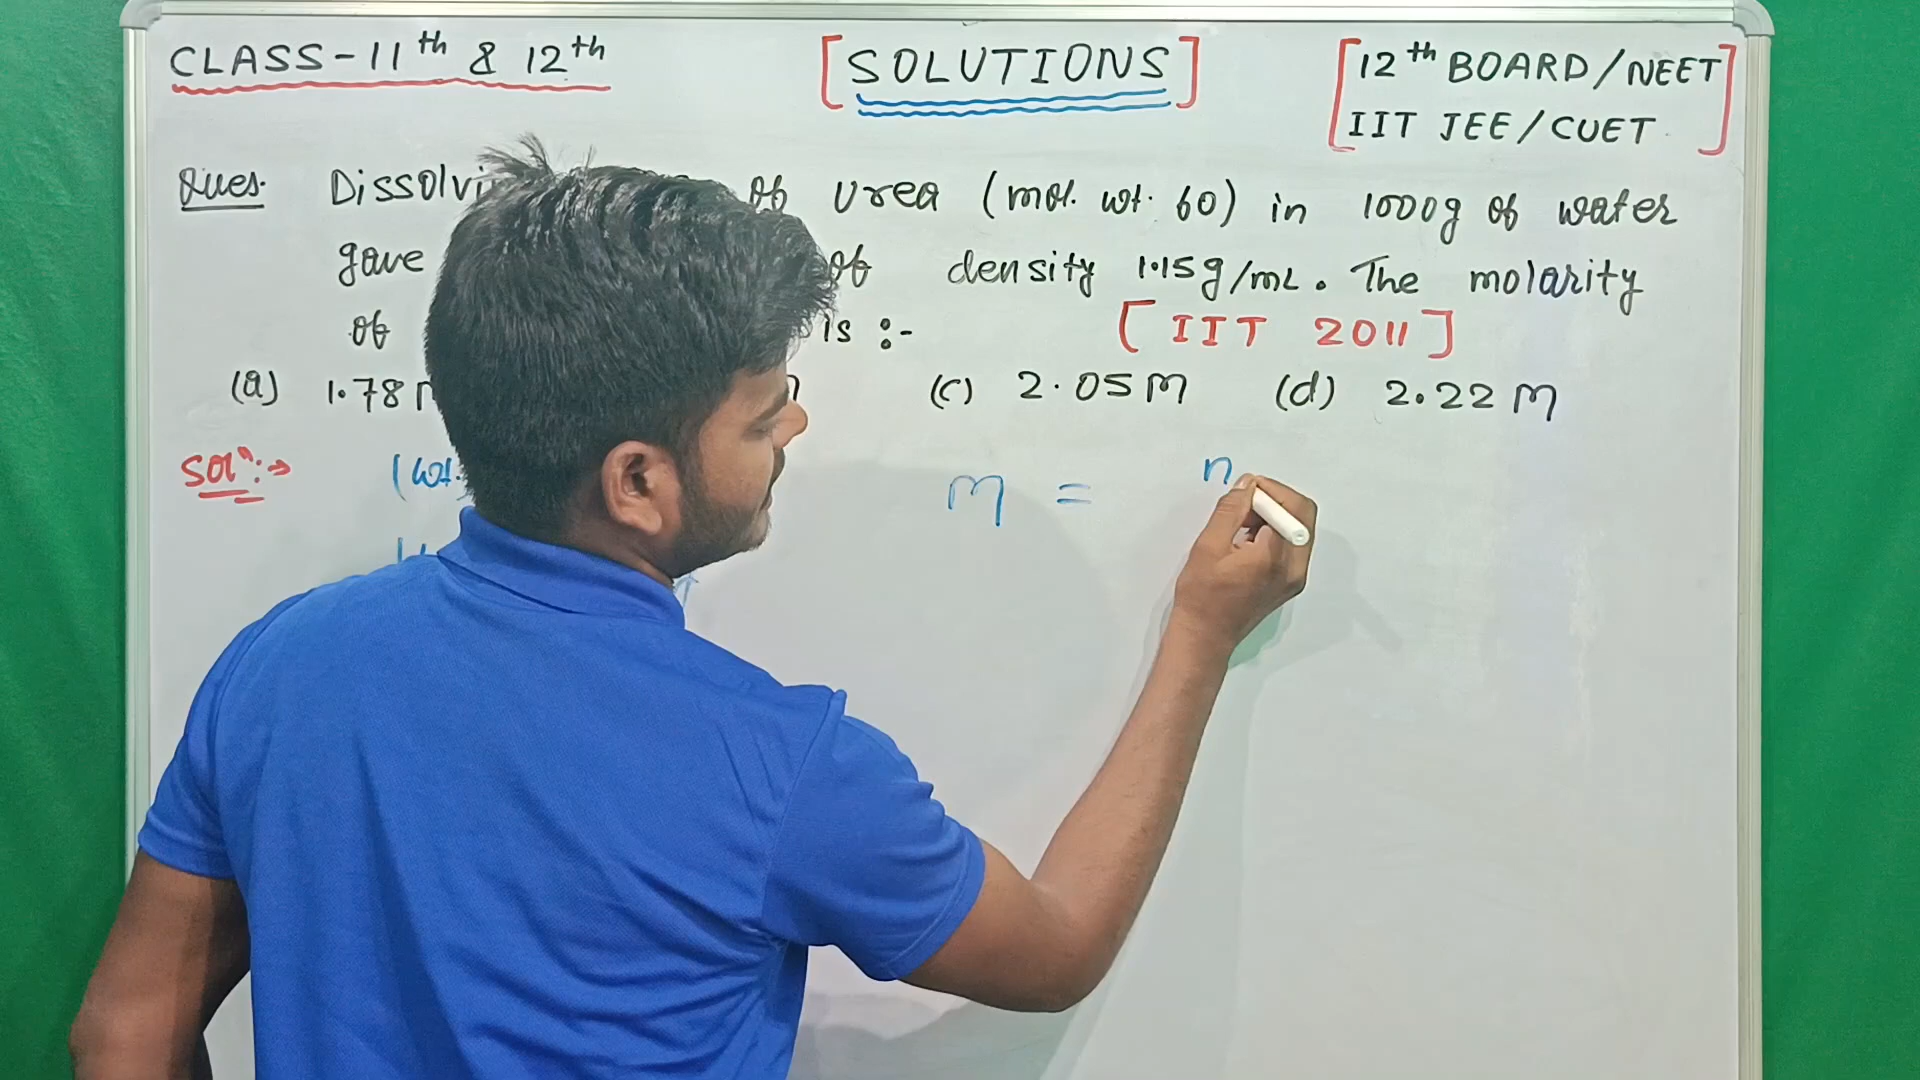 CLASS-11th & 12th
[SOLUTIONS]
[12th BOARD/NEET
IIT JEE/CUET]
Ques. of Urea (mol. wt. 60) in 1000g of water
gave of density 1.15g/mL. The molarity
of is :-
[IIT 2011]
(a) 1.78 (c) 2.05M (d) 2.22M
Solⁿ:→ (wt.
M = n